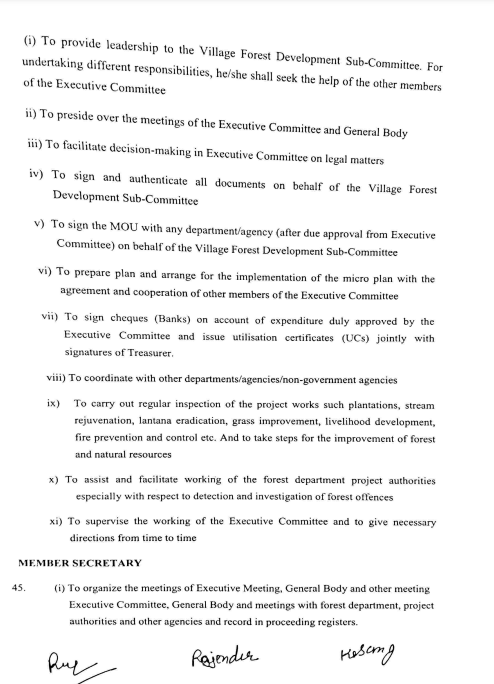 (i) To provide leadership to the Village Forest Development Sub-Committee. For
undertaking different responsibilities, he/she shall seek the help of the other members
of the Executive Committee
ii) To preside over the meetings of the Executive Committee and General Body
iii) To facilitate decision-making in Executive Committee on legal matters
iv) To sign and authenticate all documents on behalf of the Village Forest
Development Sub-Committee
v) To sign the MOU with any department/agency (after due approval from Executive
Committee) on behalf of the Village Forest Development Sub-Committee
vi) To prepare plan and arrange for the implementation of the micro plan with the
agreement and cooperation of other members of the Executive Committee
vii) To sign cheques (Banks) on account of expenditure duly approved by the
Executive Committee and issue utilisation certificates (UCs) jointly with
signatures of Treasurer.
viii) To coordinate with other departments/agencies/non-government agencies
ix) To carry out regular inspection of the project works such plantations, stream
rejuvenation, lantana eradication, grass improvement, livelihood development,
fire prevention and control etc. And to take steps for the improvement of forest
and natural resources
x) To assist and facilitate working of the forest department project authorities
especially with respect to detection and investigation of forest offences
xi) To supervise the working of the Executive Committee and to give necessary
directions from time to time
MEMBER SECRETARY
45. (i) To organize the meetings of Executive Meeting, General Body and other meeting
Executive Committee, General Body and meetings with forest department, project
authorities and other agencies and record in proceeding registers.
Rajender